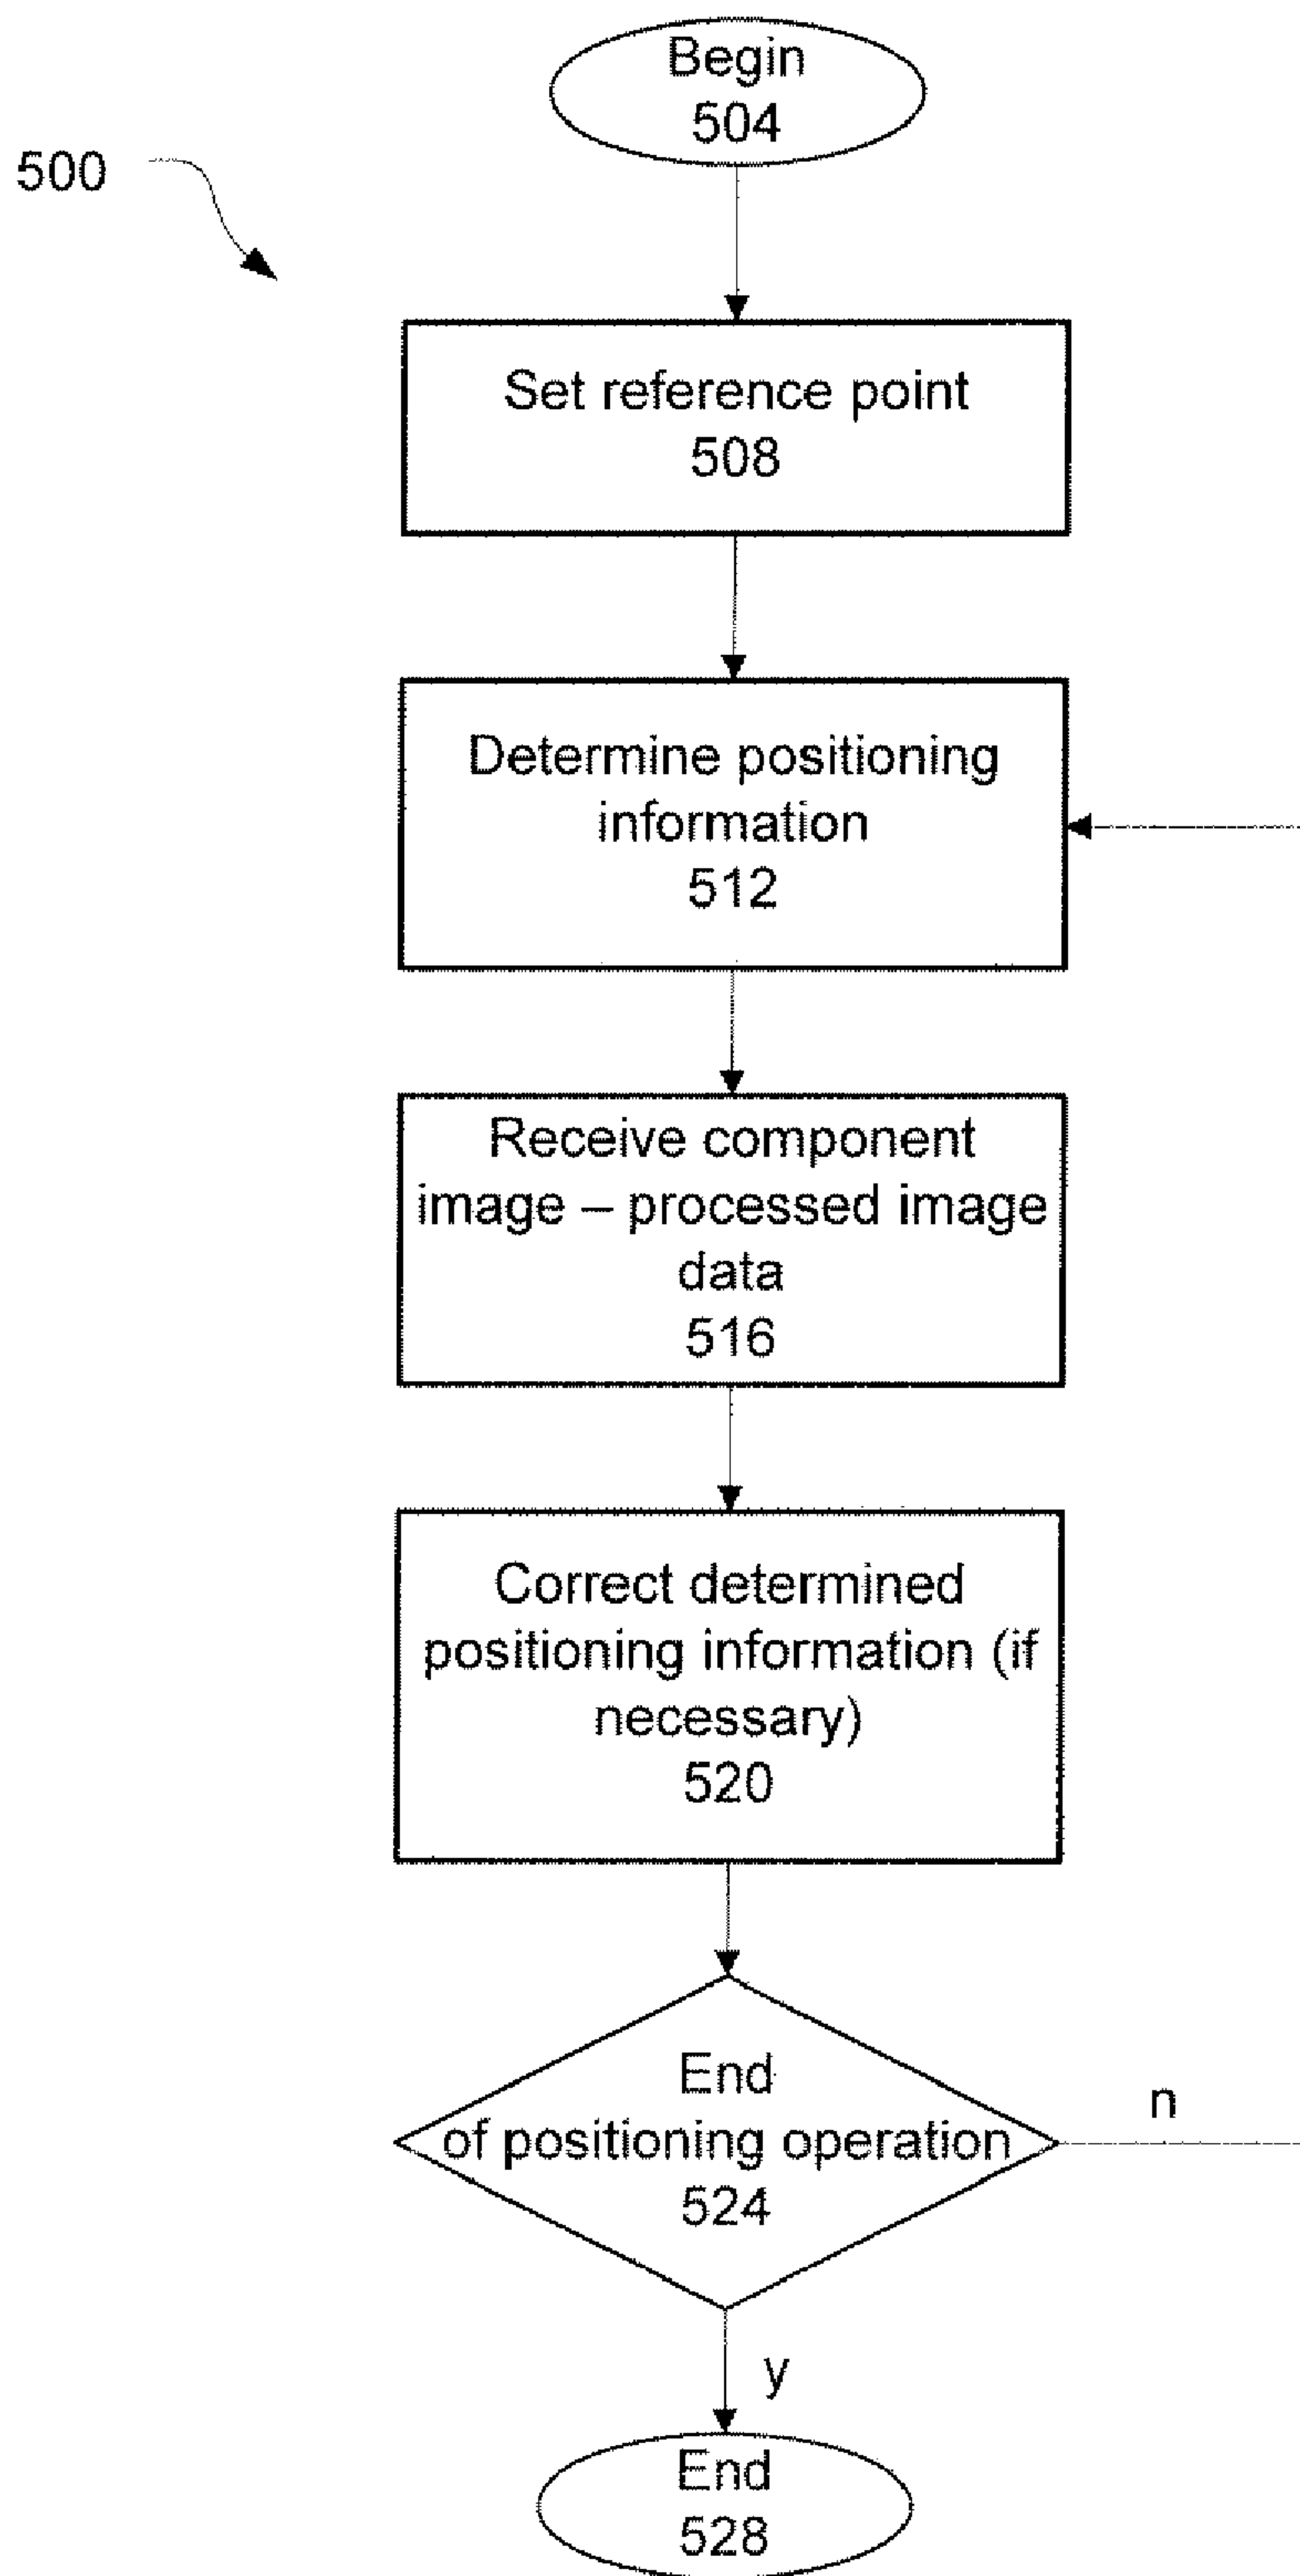 Begin
504
500
Set reference point
508
Determine positioning
information
512
Receive component
image – processed image
data
516
Correct determined
positioning information (if
necessary)
520
End
of positioning operation
524
n
y
End
528